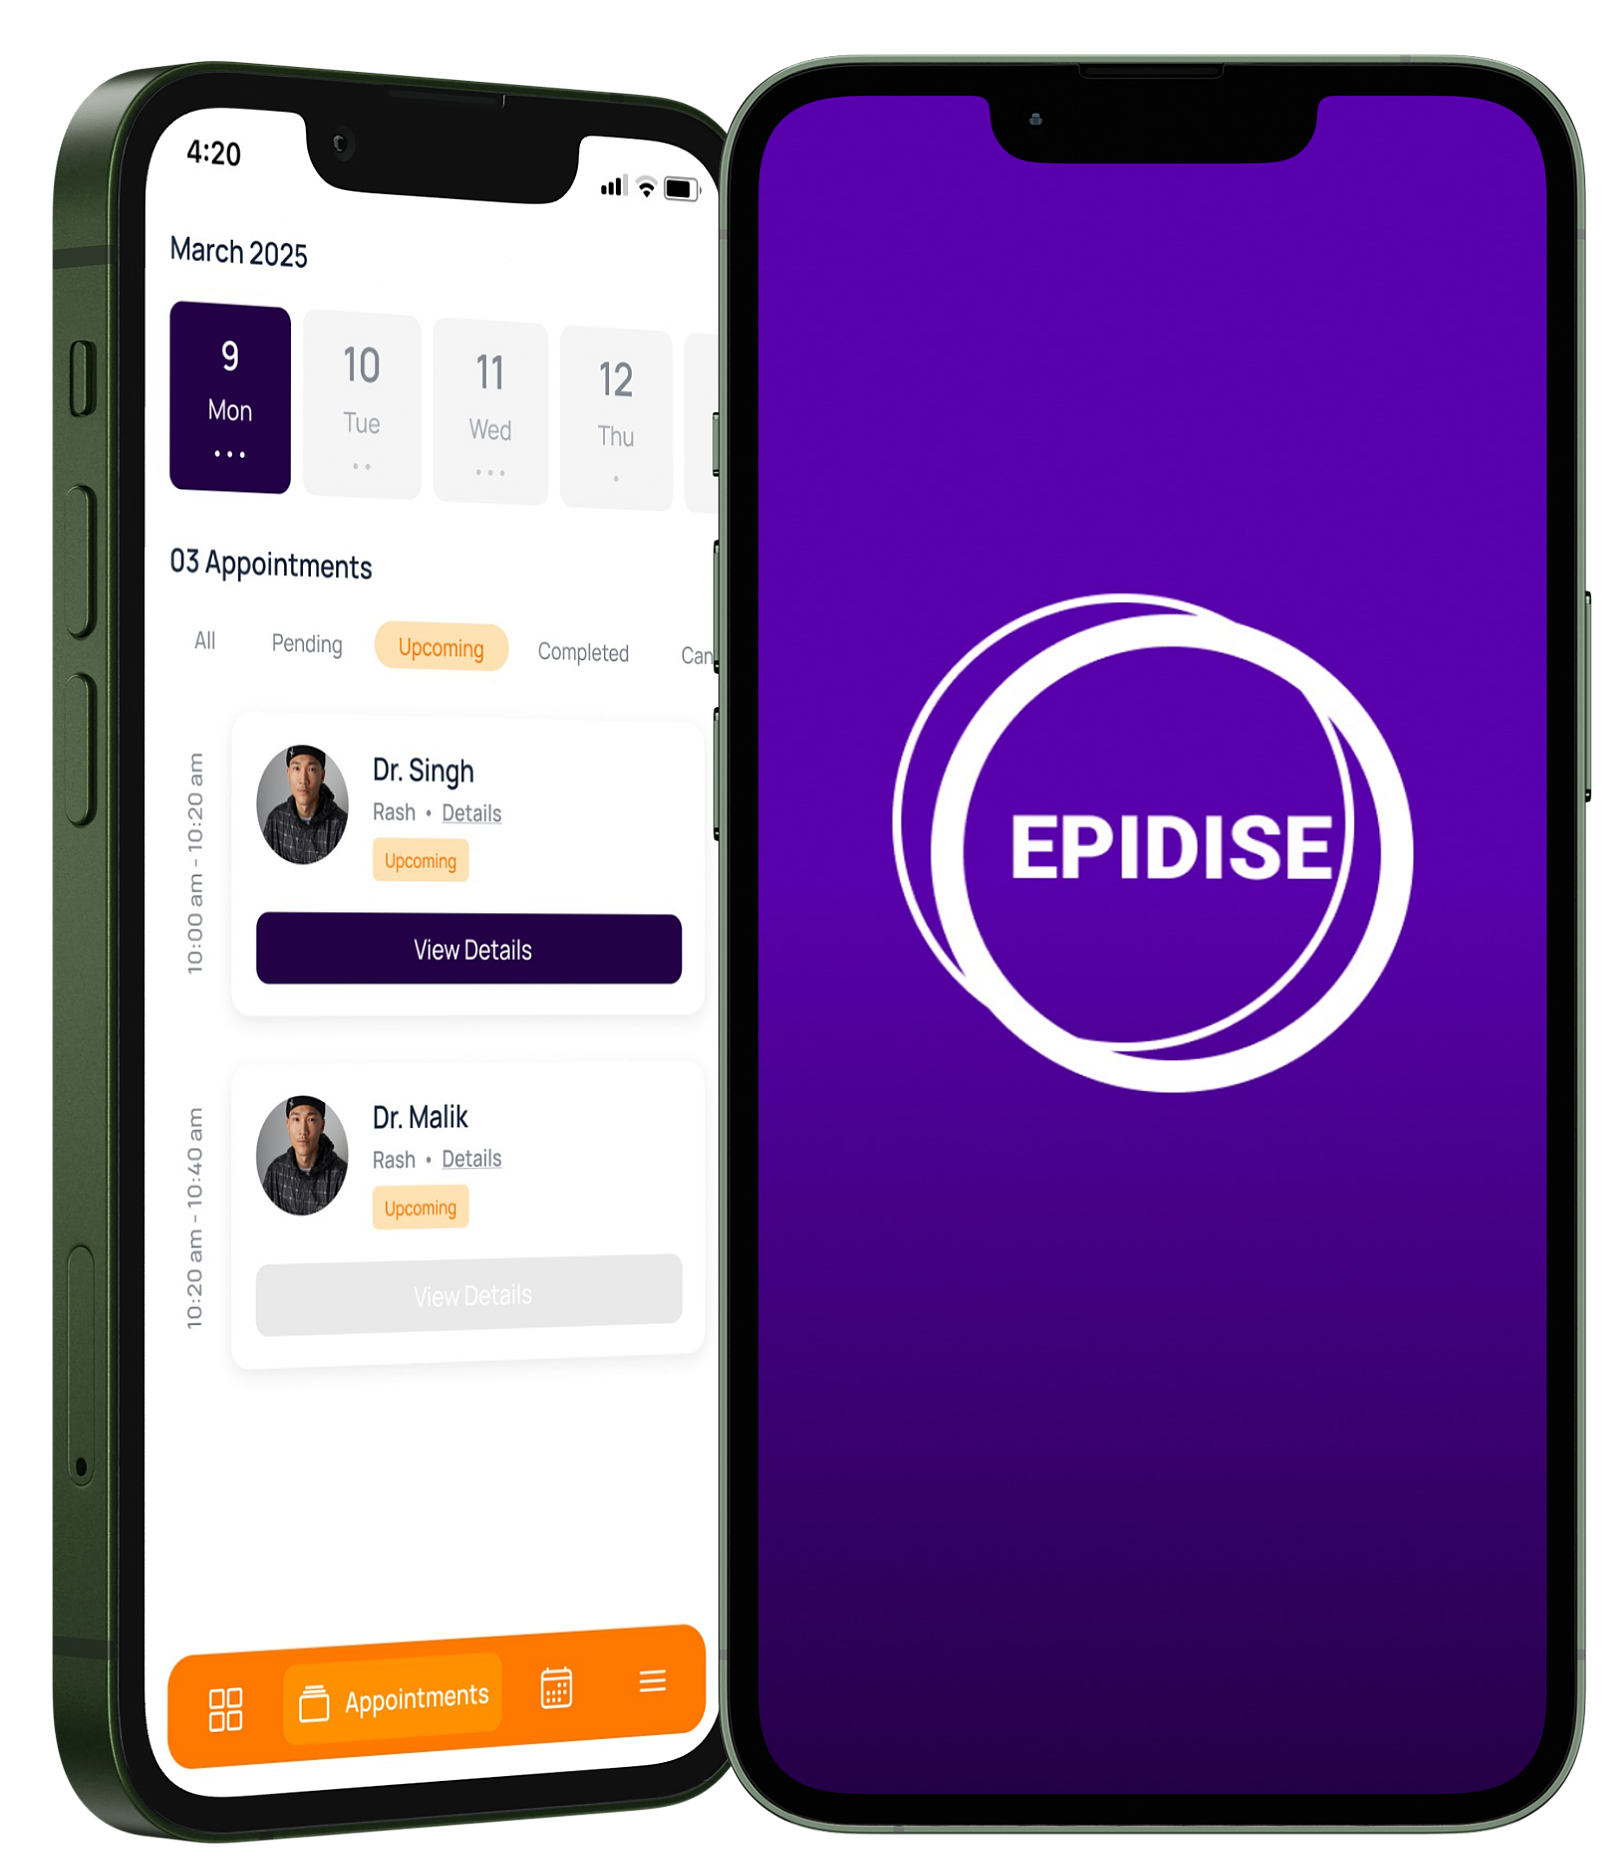 4:20
March 2025
9 10 11 12
Mon Tue Wed Thu
03 Appointments
All Pending Upcoming Completed Can
10:00 am - 10:20 am
Dr. Singh
Rash • Details
Upcoming
View Details
10:20 am - 10:40 am
Dr. Malik
Rash • Details
Upcoming
View Details
Appointments
EPIDISE